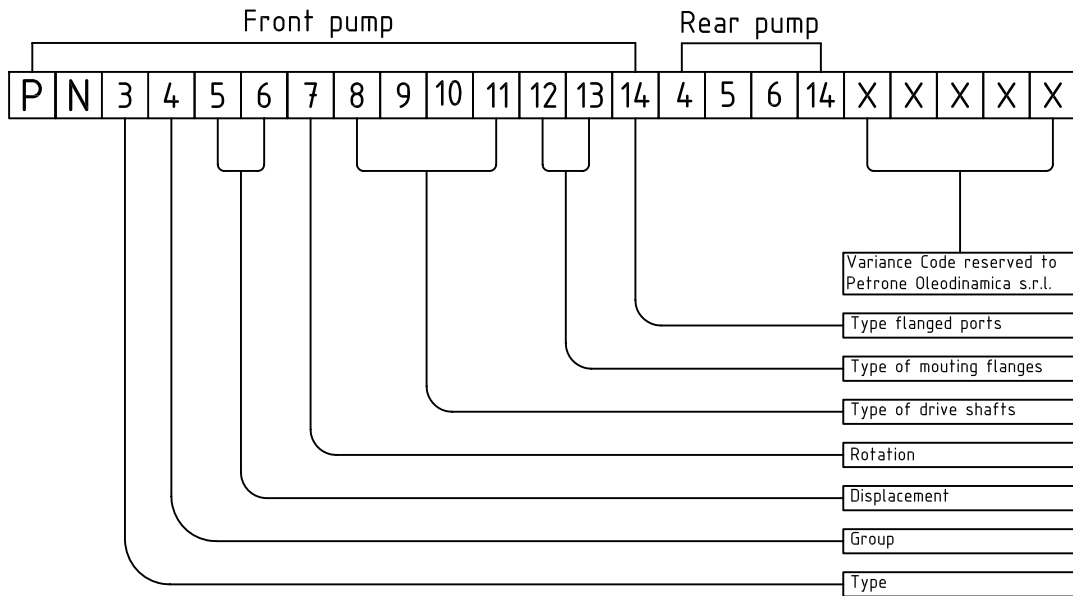 Front pump
Rear pump
P N 3 4 5 6 7 8 9 10 11 12 13 14 4 5 6 14 X X X X X
Variance Code reserved to
Petrone Oleodinamica s.r.l.
Type flanged ports
Type of mouting flanges
Type of drive shafts
Rotation
Displacement
Group
Type